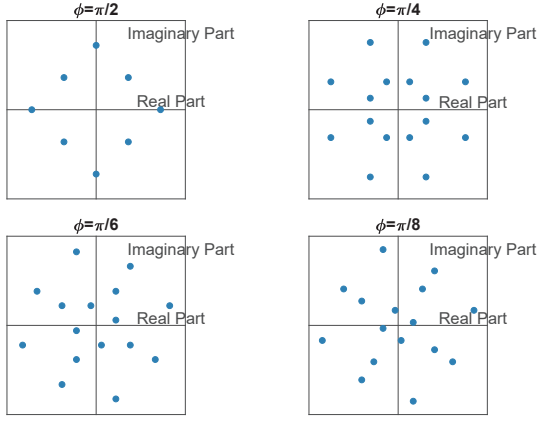 ϕ=π/2
Imaginary Part
Real Part
ϕ=π/4
Imaginary Part
Real Part
ϕ=π/6
Imaginary Part
Real Part
ϕ=π/8
Imaginary Part
Real Part